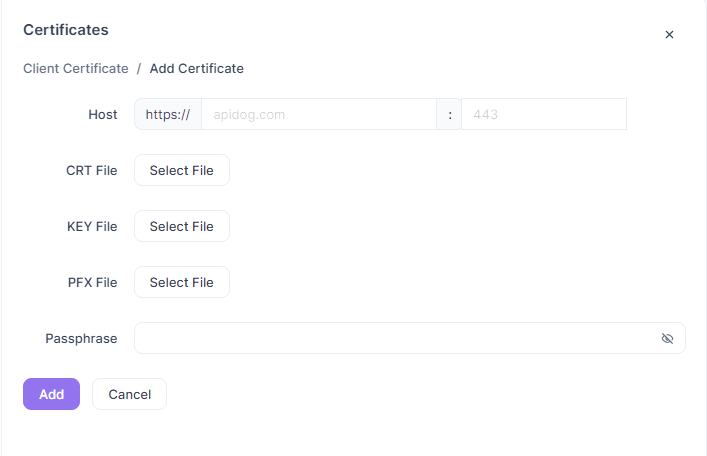 Certificates
Client Certificate / Add Certificate
Host https:// apidog.com : 443
CRT File Select File
KEY File Select File
PFX File Select File
Passphrase
Add Cancel